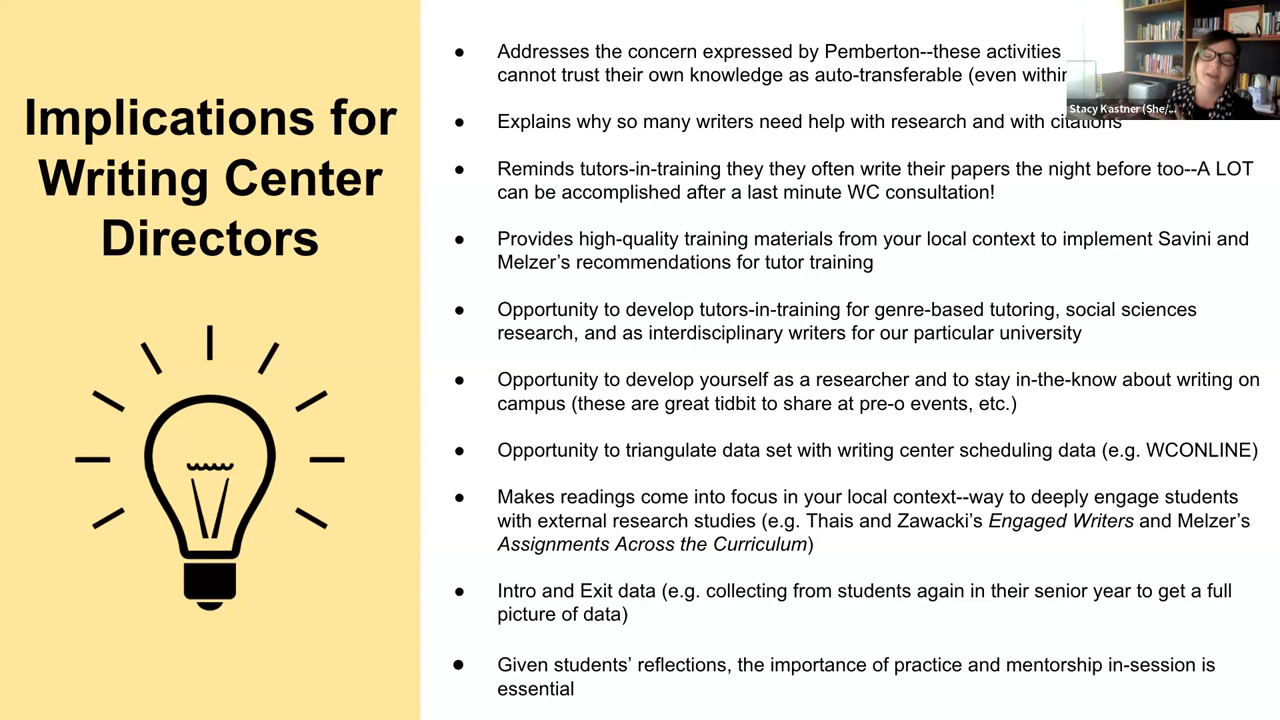 Implications for
Writing Center
Directors
● Addresses the concern expressed by Pemberton--these activities
cannot trust their own knowledge as auto-transferable (even within
● Explains why so many writers need help with research and with citations
● Reminds tutors-in-training they they often write their papers the night before too--A LOT
can be accomplished after a last minute WC consultation!
● Provides high-quality training materials from your local context to implement Savini and
Melzer’s recommendations for tutor training
● Opportunity to develop tutors-in-training for genre-based tutoring, social sciences
research, and as interdisciplinary writers for our particular university
● Opportunity to develop yourself as a researcher and to stay in-the-know about writing on
campus (these are great tidbit to share at pre-o events, etc.)
● Opportunity to triangulate data set with writing center scheduling data (e.g. WCONLINE)
● Makes readings come into focus in your local context--way to deeply engage students
with external research studies (e.g. Thais and Zawacki’s Engaged Writers and Melzer’s
Assignments Across the Curriculum)
● Intro and Exit data (e.g. collecting from students again in their senior year to get a full
picture of data)
● Given students’ reflections, the importance of practice and mentorship in-session is
essential
Stacy Kastner (She/...